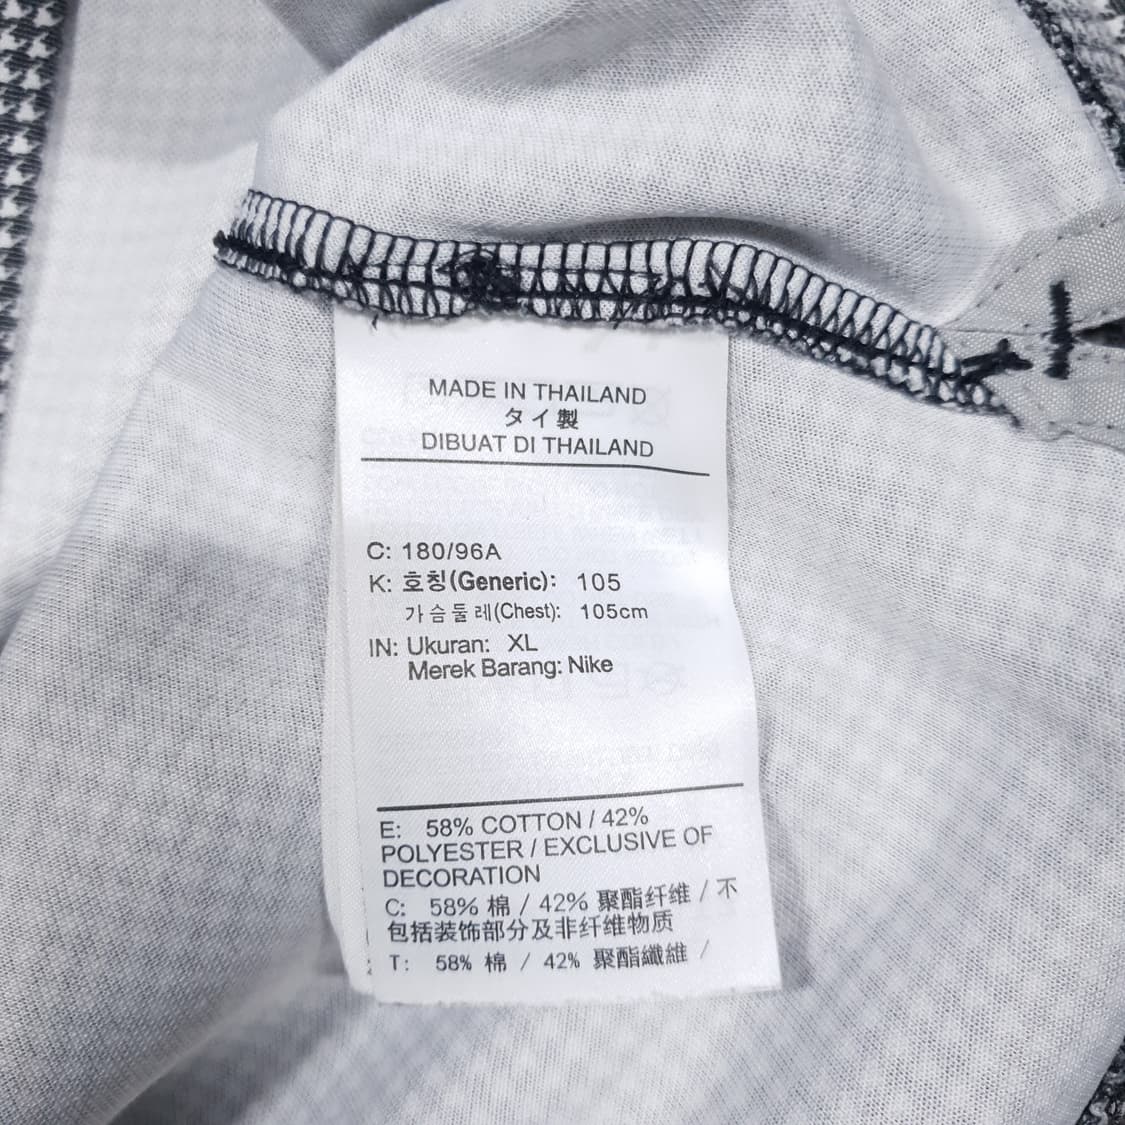 MADE IN THAILAND
タイ製
DIBUAT DI THAILAND
C: 180/96A
K: 호칭(Generic): 105
가슴둘레(Chest): 105cm
IN: Ukuran: XL
Merek Barang: Nike
E: 58% COTTON / 42%
POLYESTER / EXCLUSIVE OF
DECORATION
C: 58% 棉 / 42% 聚酯纤维 / 不
包括装饰部分及非纤维物质
T: 58% 棉 / 42% 聚酯纖維 /